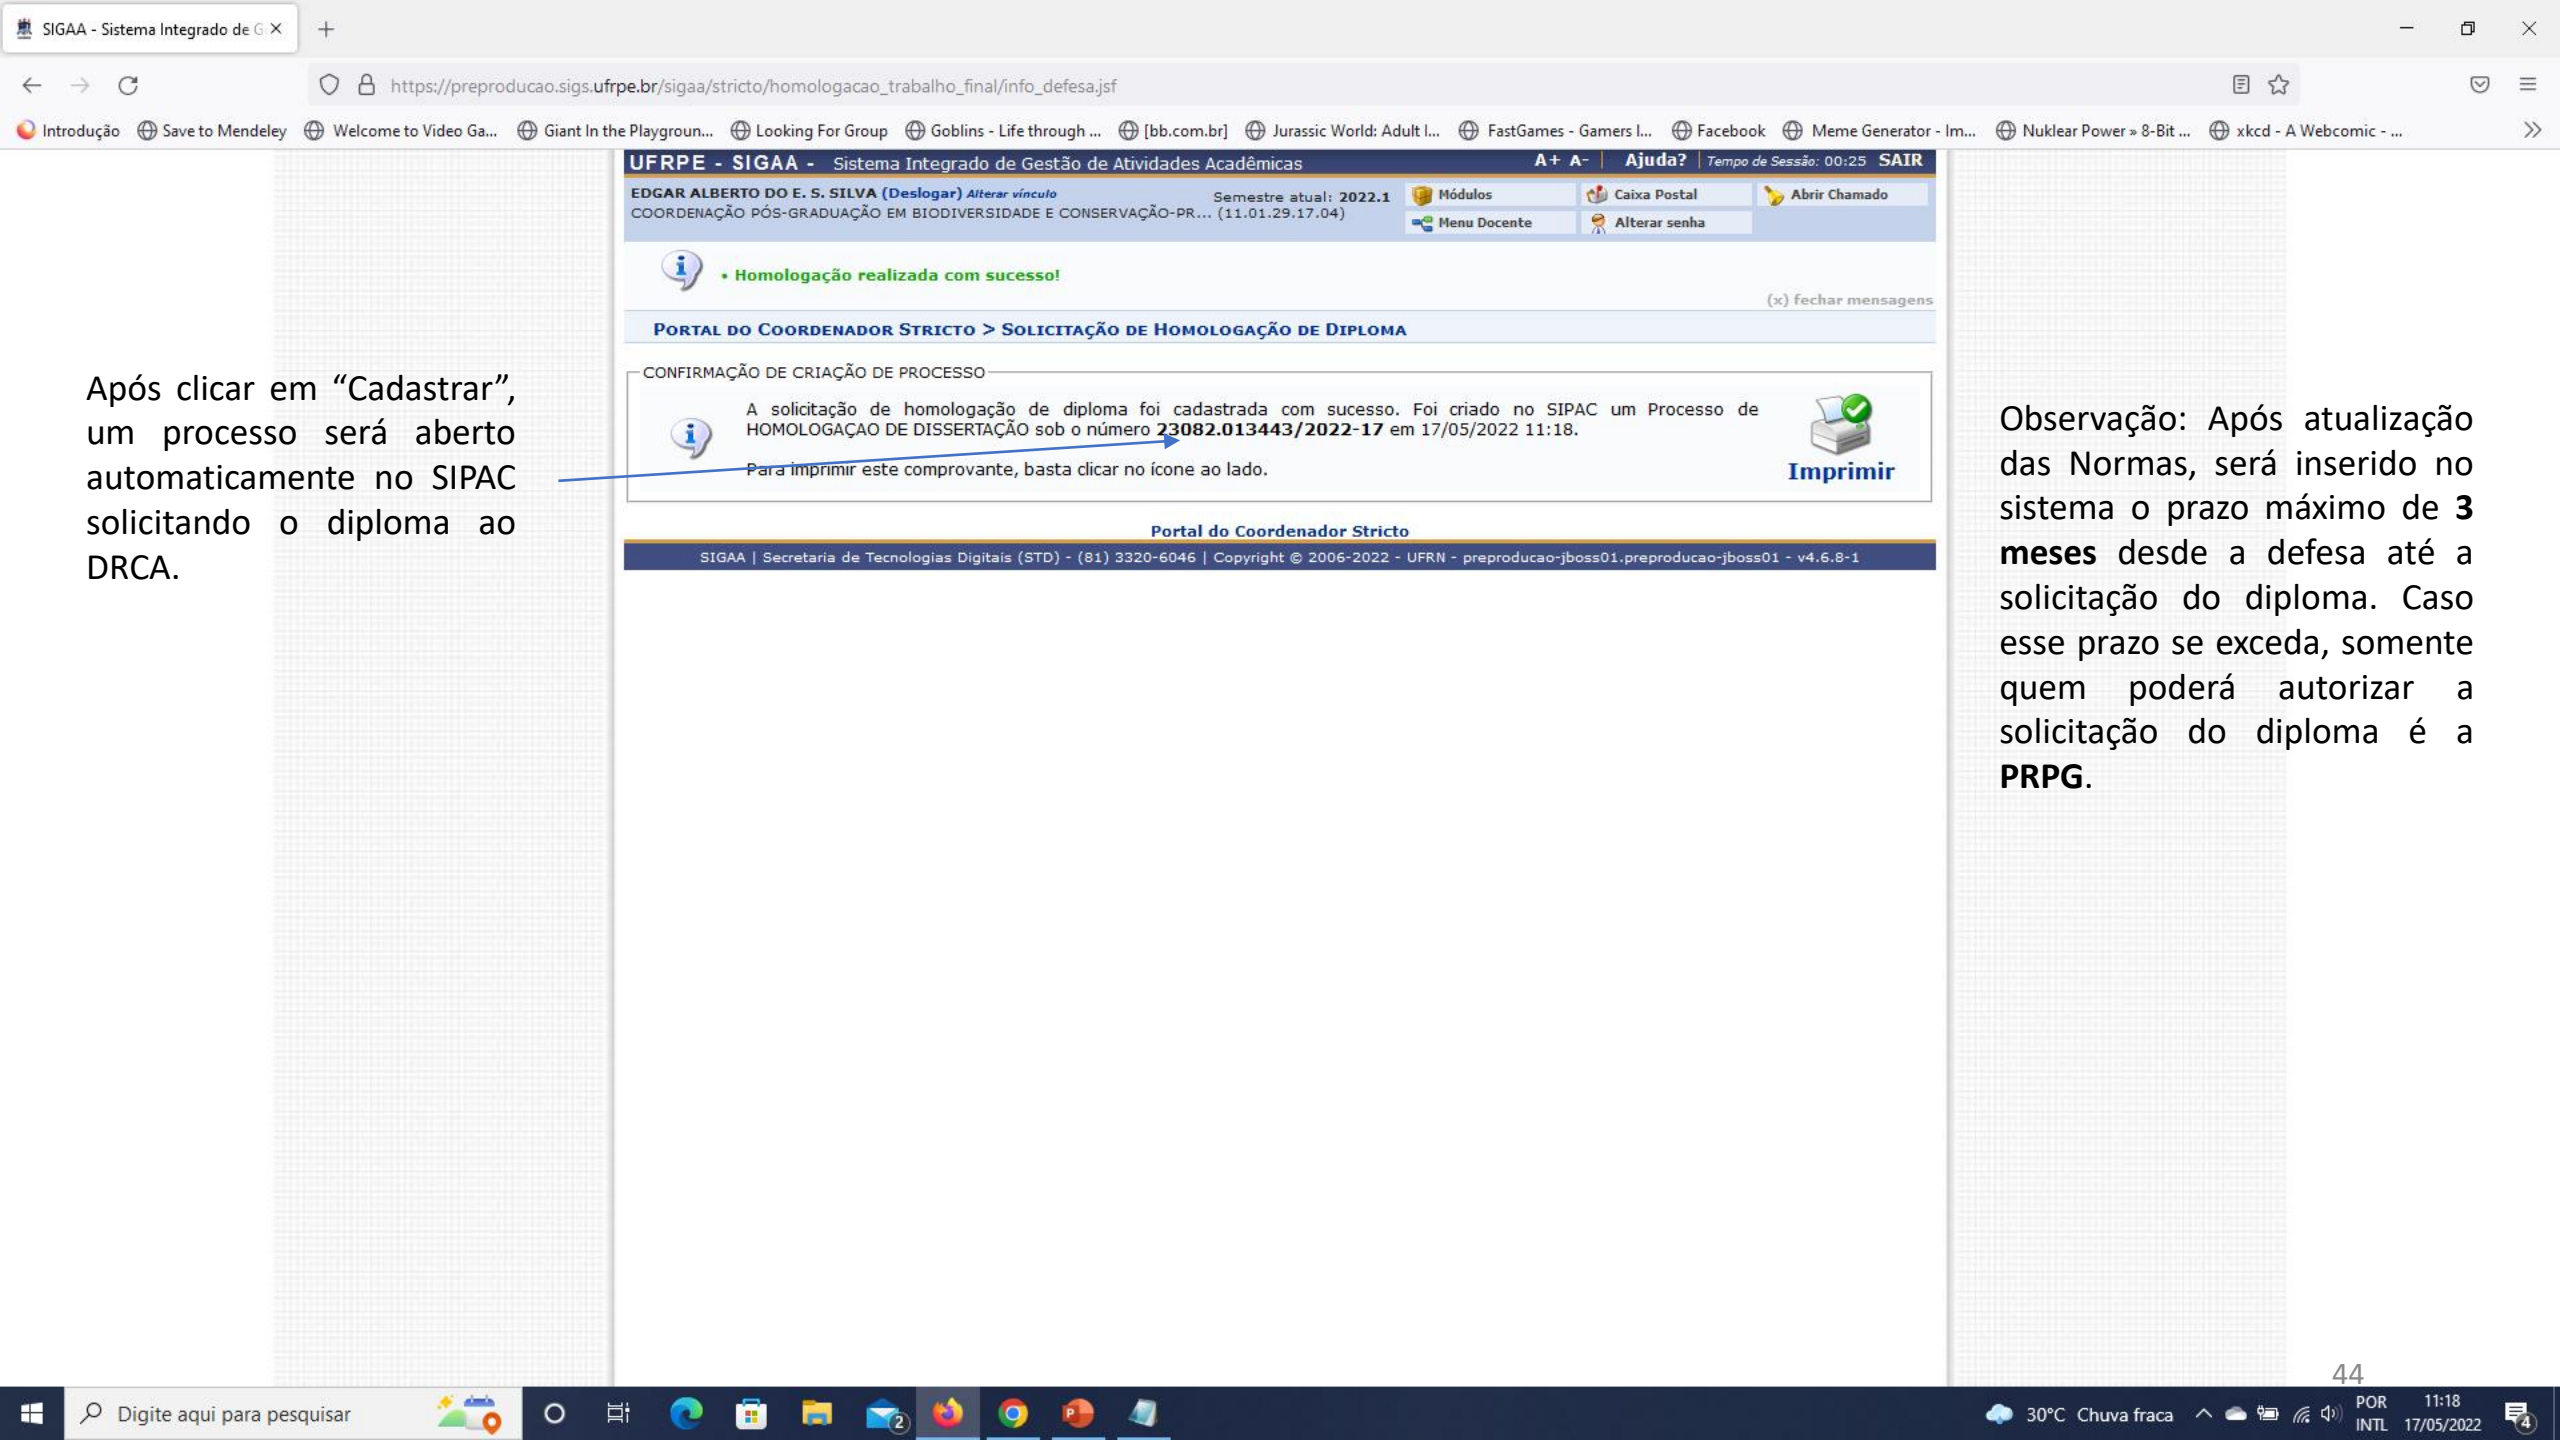 SIGAA - Sistema Integrado de G
https://preproducao.sigs.ufrpe.br/sigaa/stricto/homologacao_trabalho_final/info_defesa.jsf
Introdução Save to Mendeley Welcome to Video Ga... Giant In the Playgroun... Looking For Group Goblins - Life through ... [bb.com.br] Jurassic World: Adult I... FastGames - Gamers I... Facebook Meme Generator - Im... Nuklear Power » 8-Bit ... xkcd - A Webcomic - ...
UFRPE - SIGAA - Sistema Integrado de Gestão de Atividades Acadêmicas A+ A- | Ajuda? | Tempo de Sessão: 00:25 SAIR
EDGAR ALBERTO DO E. S. SILVA (Deslogar) Alterar vínculo Semestre atual: 2022.1 Módulos Caixa Postal Abrir Chamado
COORDENAÇÃO PÓS-GRADUAÇÃO EM BIODIVERSIDADE E CONSERVAÇÃO-PR... (11.01.29.17.04) Menu Docente Alterar senha
• Homologação realizada com sucesso!
(x) fechar mensagens
PORTAL DO COORDENADOR STRICTO > SOLICITAÇÃO DE HOMOLOGAÇÃO DE DIPLOMA
CONFIRMAÇÃO DE CRIAÇÃO DE PROCESSO
A solicitação de homologação de diploma foi cadastrada com sucesso. Foi criado no SIPAC um Processo de
HOMOLOGAÇAO DE DISSERTAÇÃO sob o número 23082.013443/2022-17 em 17/05/2022 11:18.
Para imprimir este comprovante, basta clicar no ícone ao lado.
Imprimir
Portal do Coordenador Stricto
SIGAA | Secretaria de Tecnologias Digitais (STD) - (81) 3320-6046 | Copyright © 2006-2022 - UFRN - preproducao-jboss01.preproducao-jboss01 - v4.6.8-1
Após clicar em “Cadastrar”,
um processo será aberto
automaticamente no SIPAC
solicitando o diploma ao
DRCA.
Observação: Após atualização
das Normas, será inserido no
sistema o prazo máximo de 3
meses desde a defesa até a
solicitação do diploma. Caso
esse prazo se exceda, somente
quem poderá autorizar a
solicitação do diploma é a
PRPG.
44
Digite aqui para pesquisar
2
30°C Chuva fraca
POR 11:18
INTL 17/05/2022
4